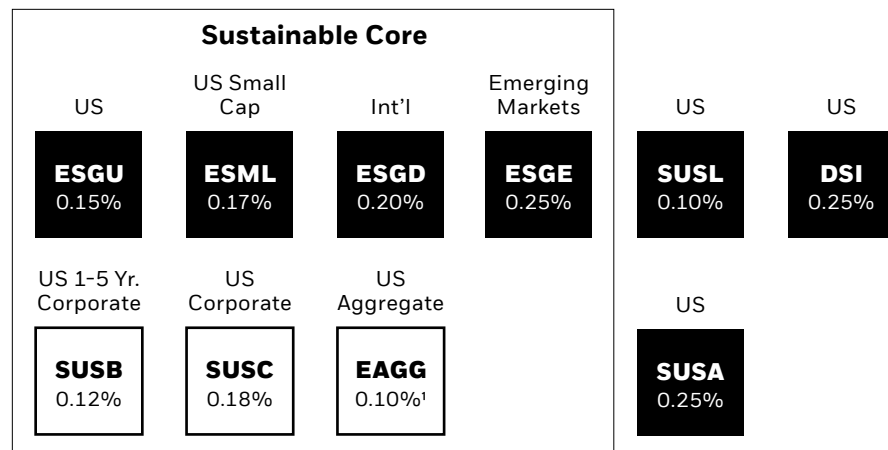 Sustainable Core
US
US Small
Cap
Int'l
Emerging
Markets
US
US
ESGU
0.15%
ESML
0.17%
ESGD
0.20%
ESGE
0.25%
SUSL
0.10%
DSI
0.25%
US 1-5 Yr.
Corporate
US
Corporate
US
Aggregate
US
SUSB
0.12%
SUSC
0.18%
EAGG
0.10%¹
SUSA
0.25%